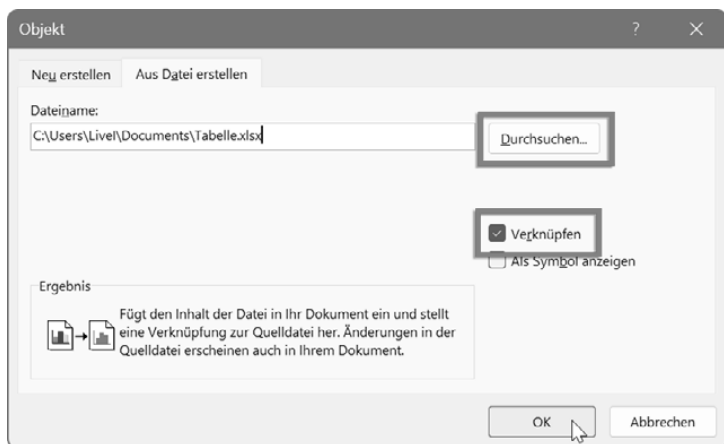 Objekt
?
Neu erstellen
Aus Datei erstellen
Dateiname:
C:\Users\Livel\Documents\Tabelle.xlsx
Durchsuchen...
Verknüpfen
Als Symbol anzeigen
Ergebnis
Fügt den Inhalt der Datei in Ihr Dokument ein und stellt
eine Verknüpfung zur Quelldatei her. Änderungen in der
Quelldatei erscheinen auch in Ihrem Dokument.
OK
Abbrechen